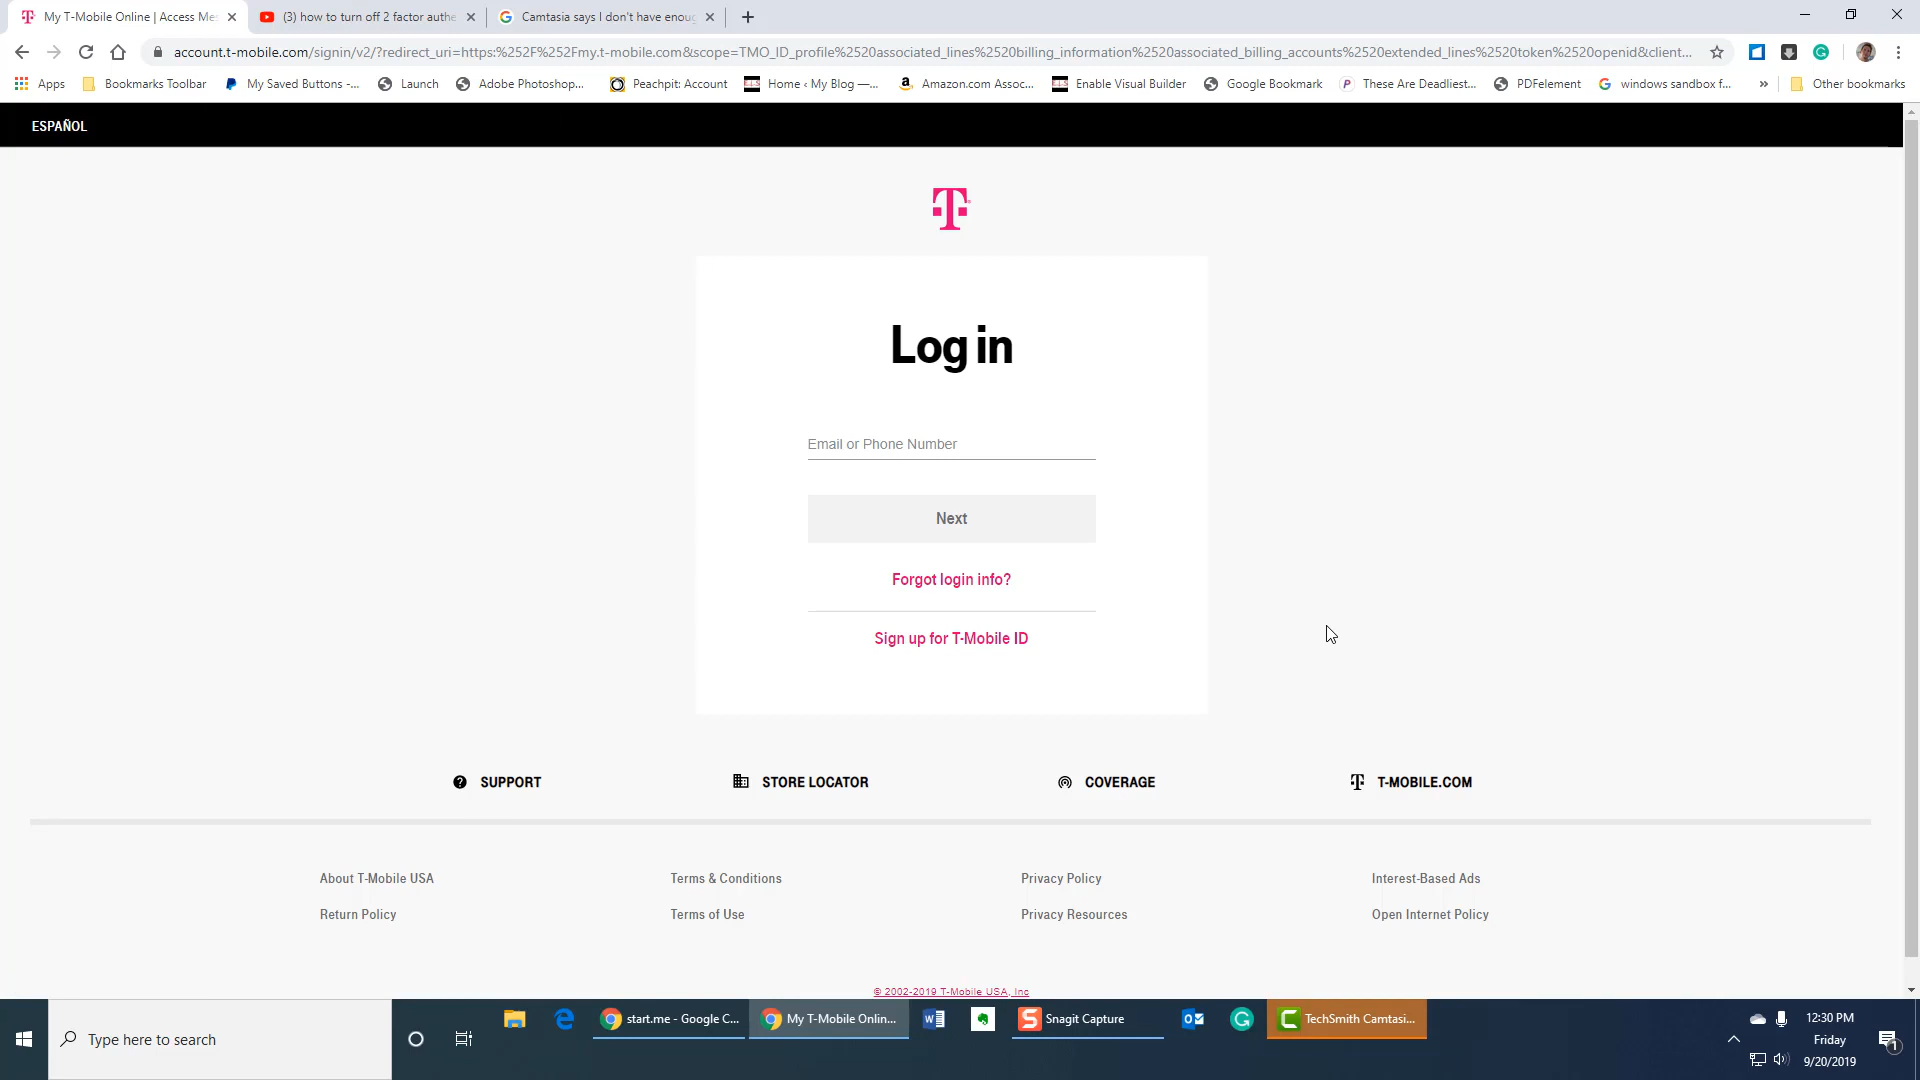 My T-Mobile Online | Access Me
(3) how to turn off 2 factor authe
Camtasia says I don't have enoug
account.t-mobile.com/signin/v2/?redirect_uri=https:%252F%252Fmy.t-mobile.com&scope=TMO_ID_profile%2520associated_lines%2520billing_information%2520associated_billing_accounts%2520extended_lines%2520token%2520openid&client...
Apps
Bookmarks Toolbar
My Saved Buttons -...
Launch
Adobe Photoshop...
Peachpit: Account
Home ‹ My Blog —...
Amazon.com Assoc...
Enable Visual Builder
Google Bookmark
These Are Deadliest...
PDFelement
windows sandbox f...
»
Other bookmarks
ESPAÑOL
T
Log in
Email or Phone Number
Next
Forgot login info?
Sign up for T-Mobile ID
SUPPORT
STORE LOCATOR
COVERAGE
T-MOBILE.COM
About T-Mobile USA
Terms & Conditions
Privacy Policy
Interest-Based Ads
Return Policy
Terms of Use
Privacy Resources
Open Internet Policy
© 2002-2019 T-Mobile USA, Inc
Type here to search
start.me - Google C...
My T-Mobile Onlin...
Snagit Capture
TechSmith Camtasi...
12:30 PM
Friday
9/20/2019
1